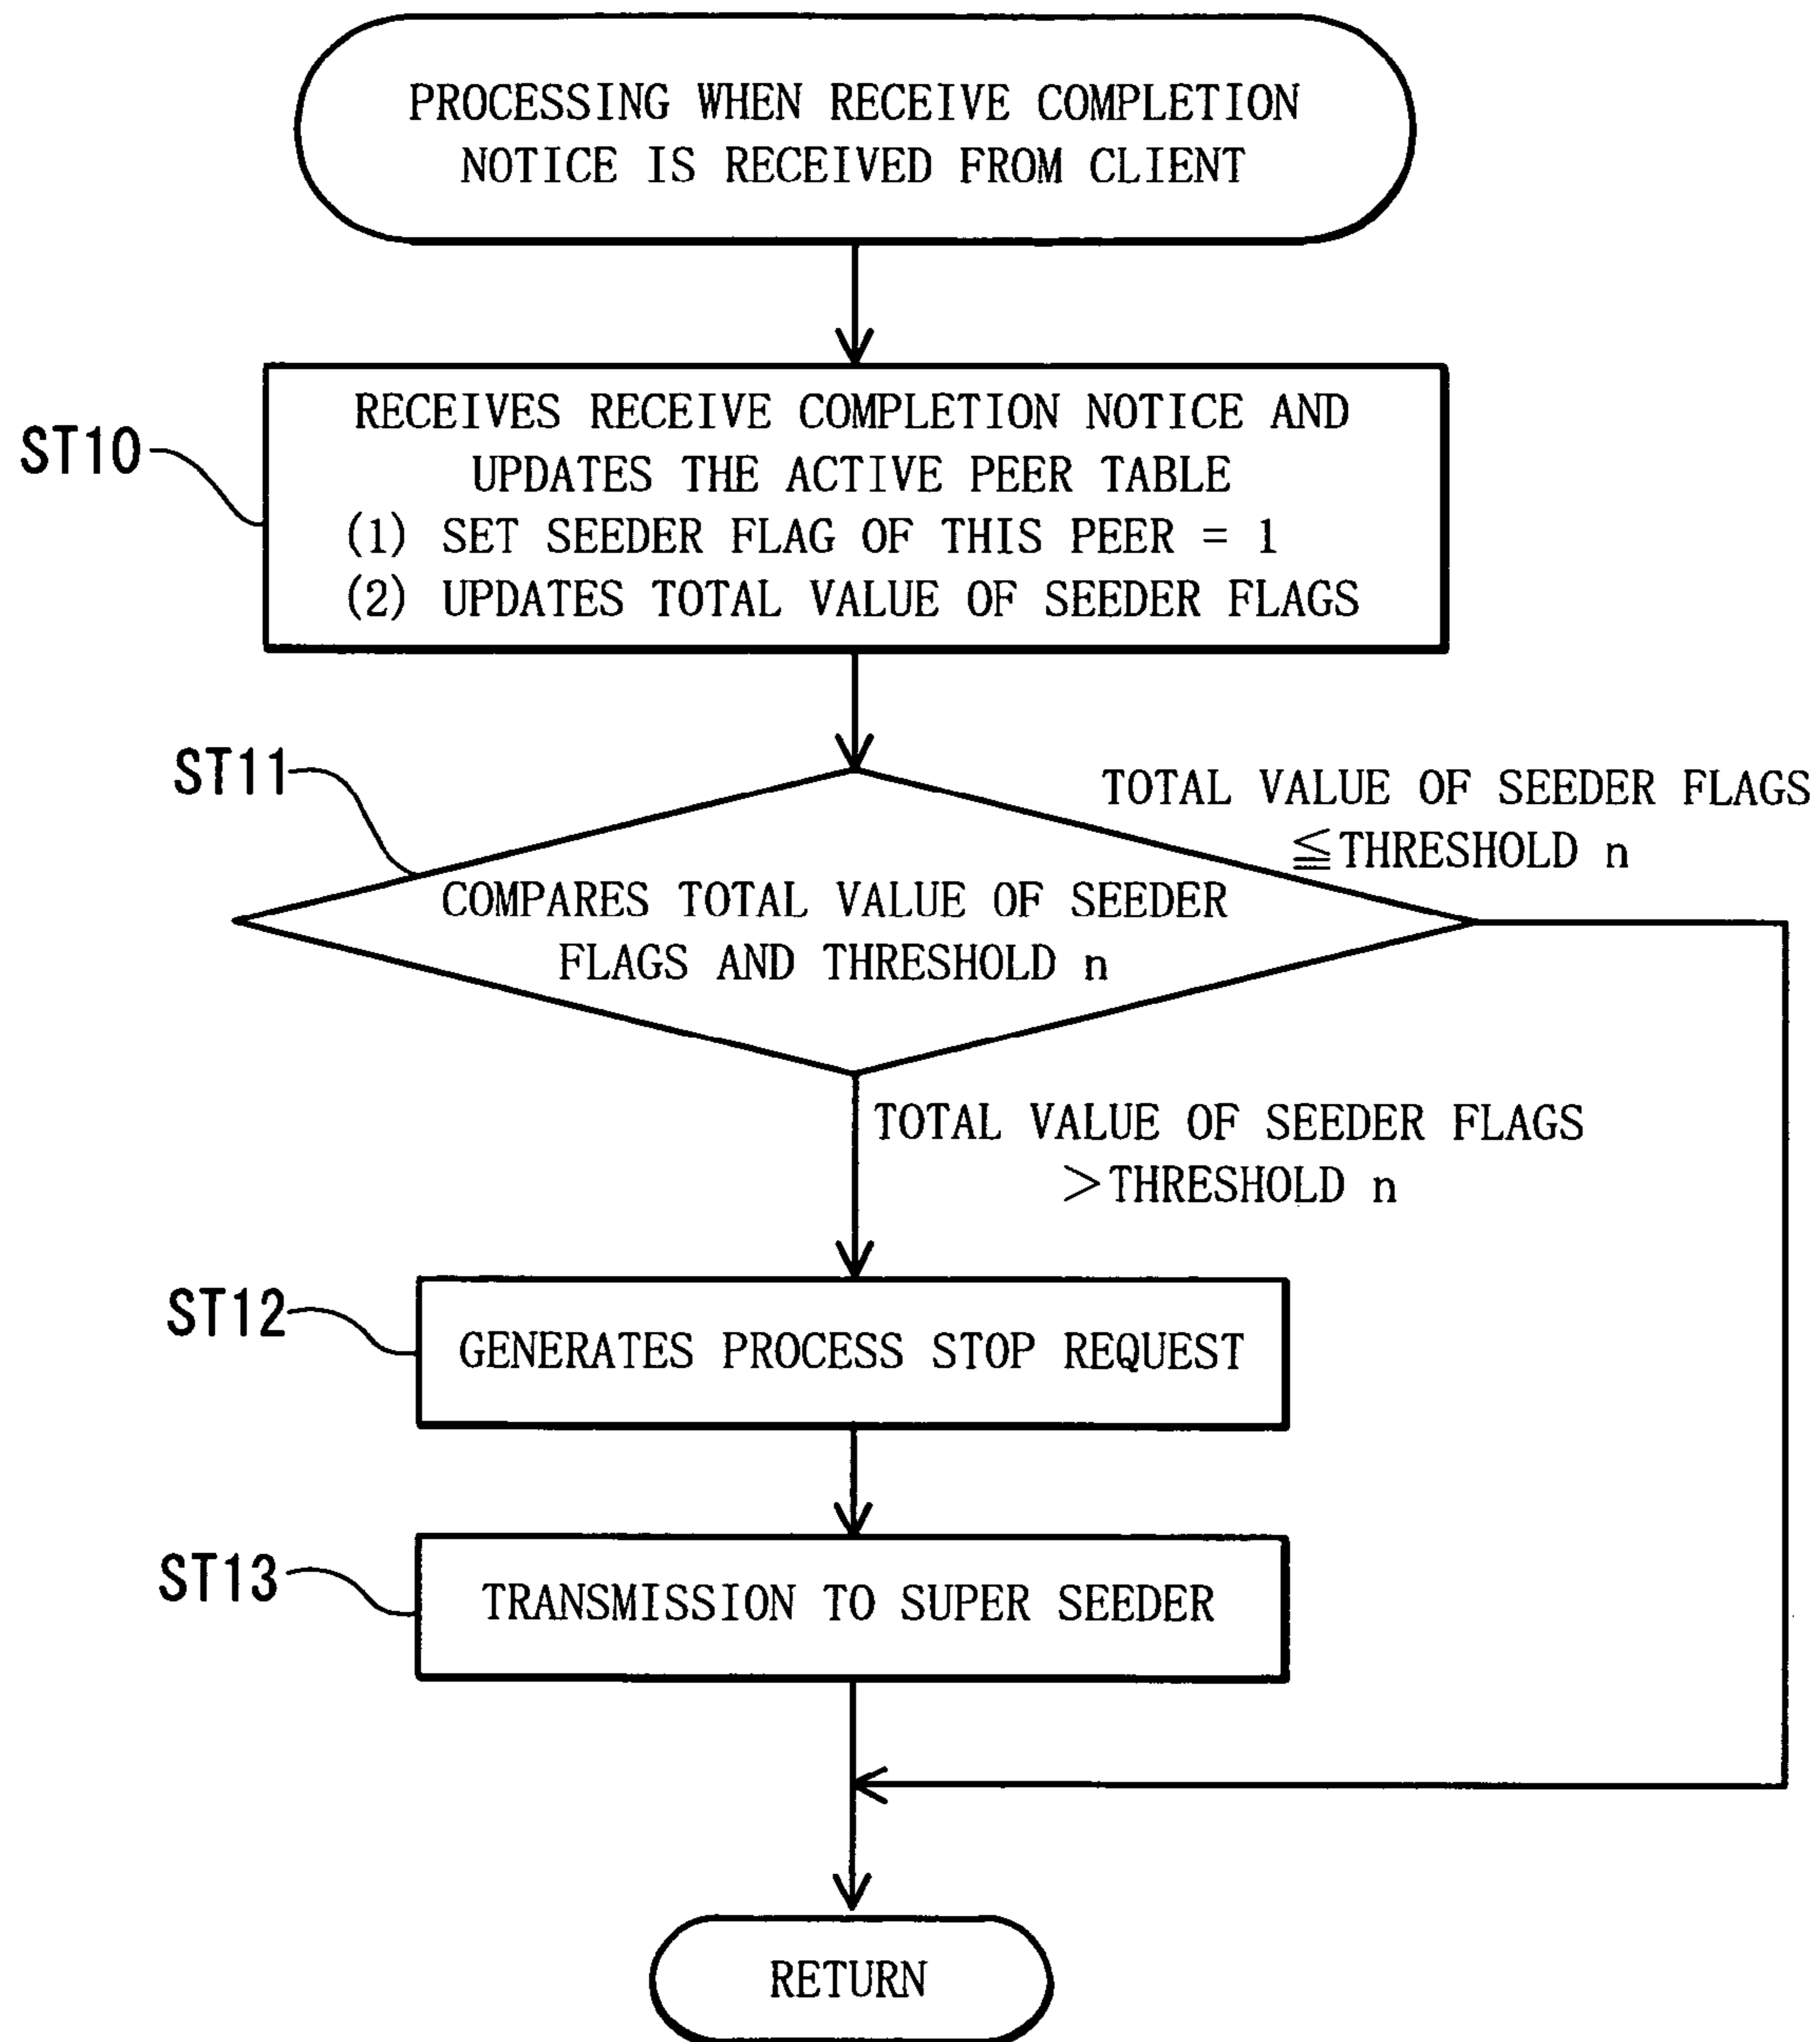 PROCESSING WHEN RECEIVE COMPLETION
NOTICE IS RECEIVED FROM CLIENT
ST10
RECEIVES RECEIVE COMPLETION NOTICE AND
UPDATES THE ACTIVE PEER TABLE
(1) SET SEEDER FLAG OF THIS PEER = 1
(2) UPDATES TOTAL VALUE OF SEEDER FLAGS
ST11
TOTAL VALUE OF SEEDER FLAGS
≦THRESHOLD n
COMPARES TOTAL VALUE OF SEEDER
FLAGS AND THRESHOLD n
TOTAL VALUE OF SEEDER FLAGS
>THRESHOLD n
ST12
GENERATES PROCESS STOP REQUEST
ST13
TRANSMISSION TO SUPER SEEDER
RETURN